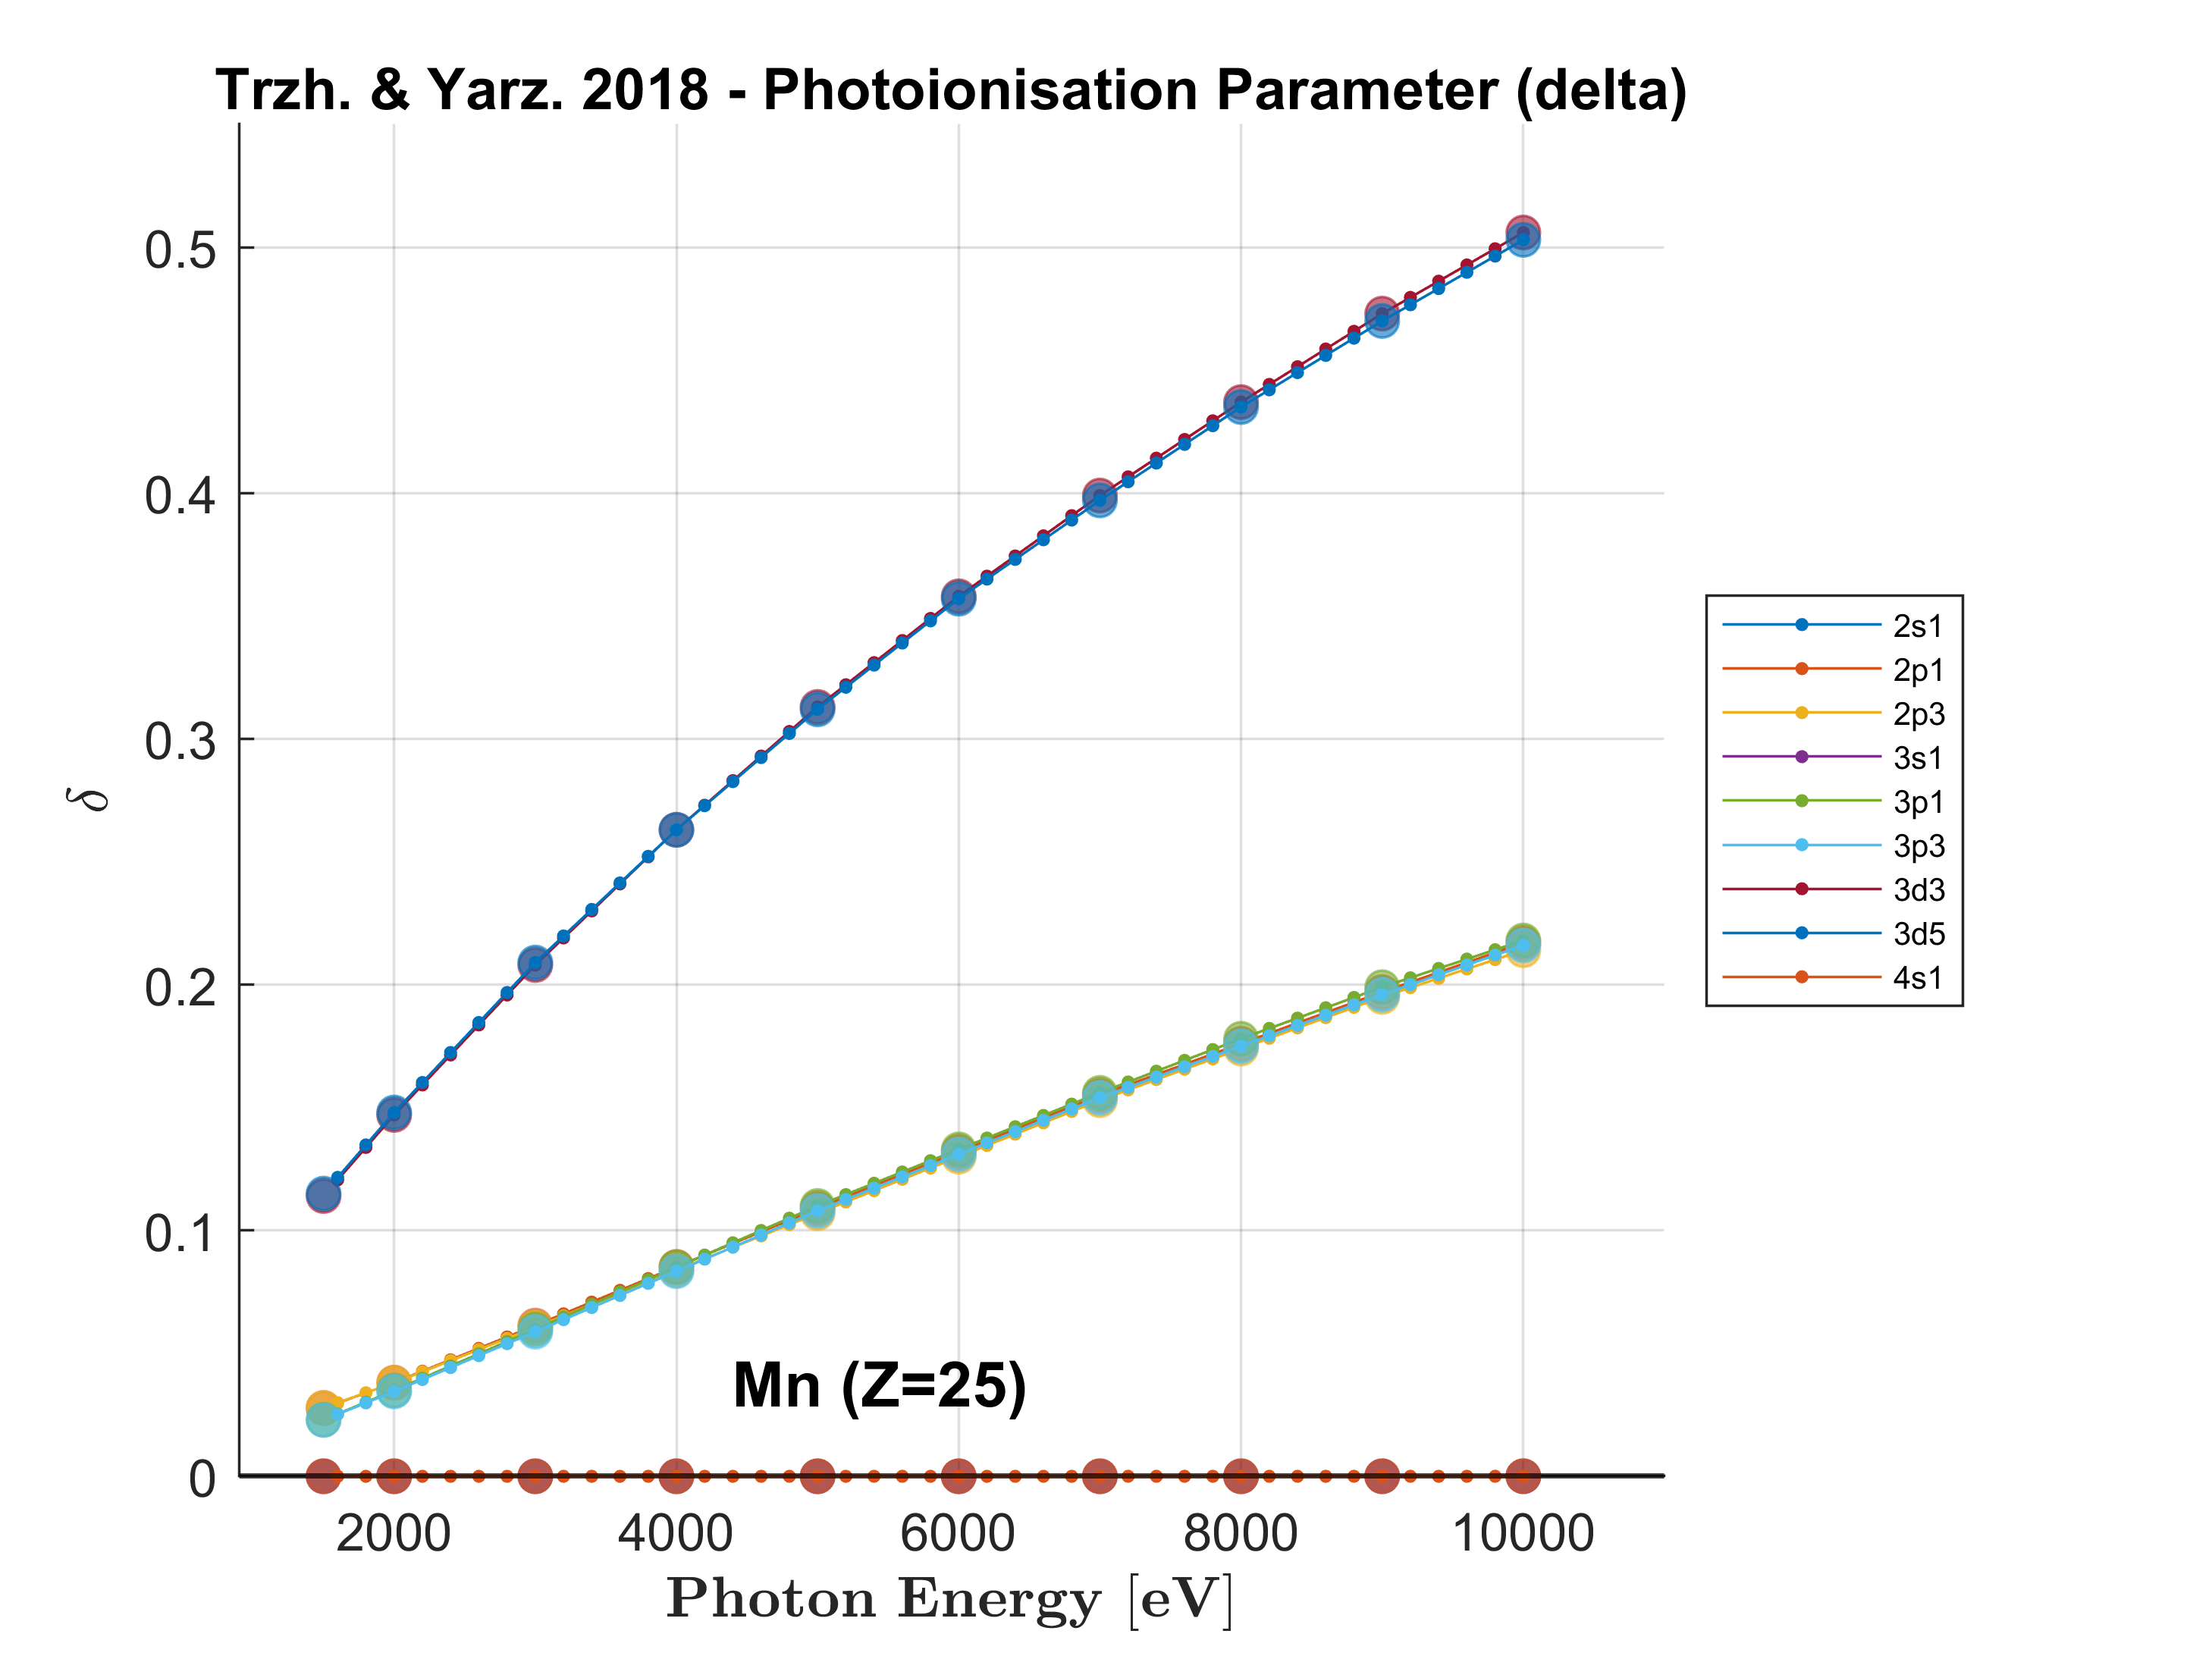 Trzh. & Yarz. 2018 - Photoionisation Parameter (delta)
0.5
0.4
0.3
0.2
0.1
0
δ
2000 4000 6000 8000 10000
Photon Energy [eV]
Mn (Z=25)
2s1
2p1
2p3
3s1
3p1
3p3
3d3
3d5
4s1